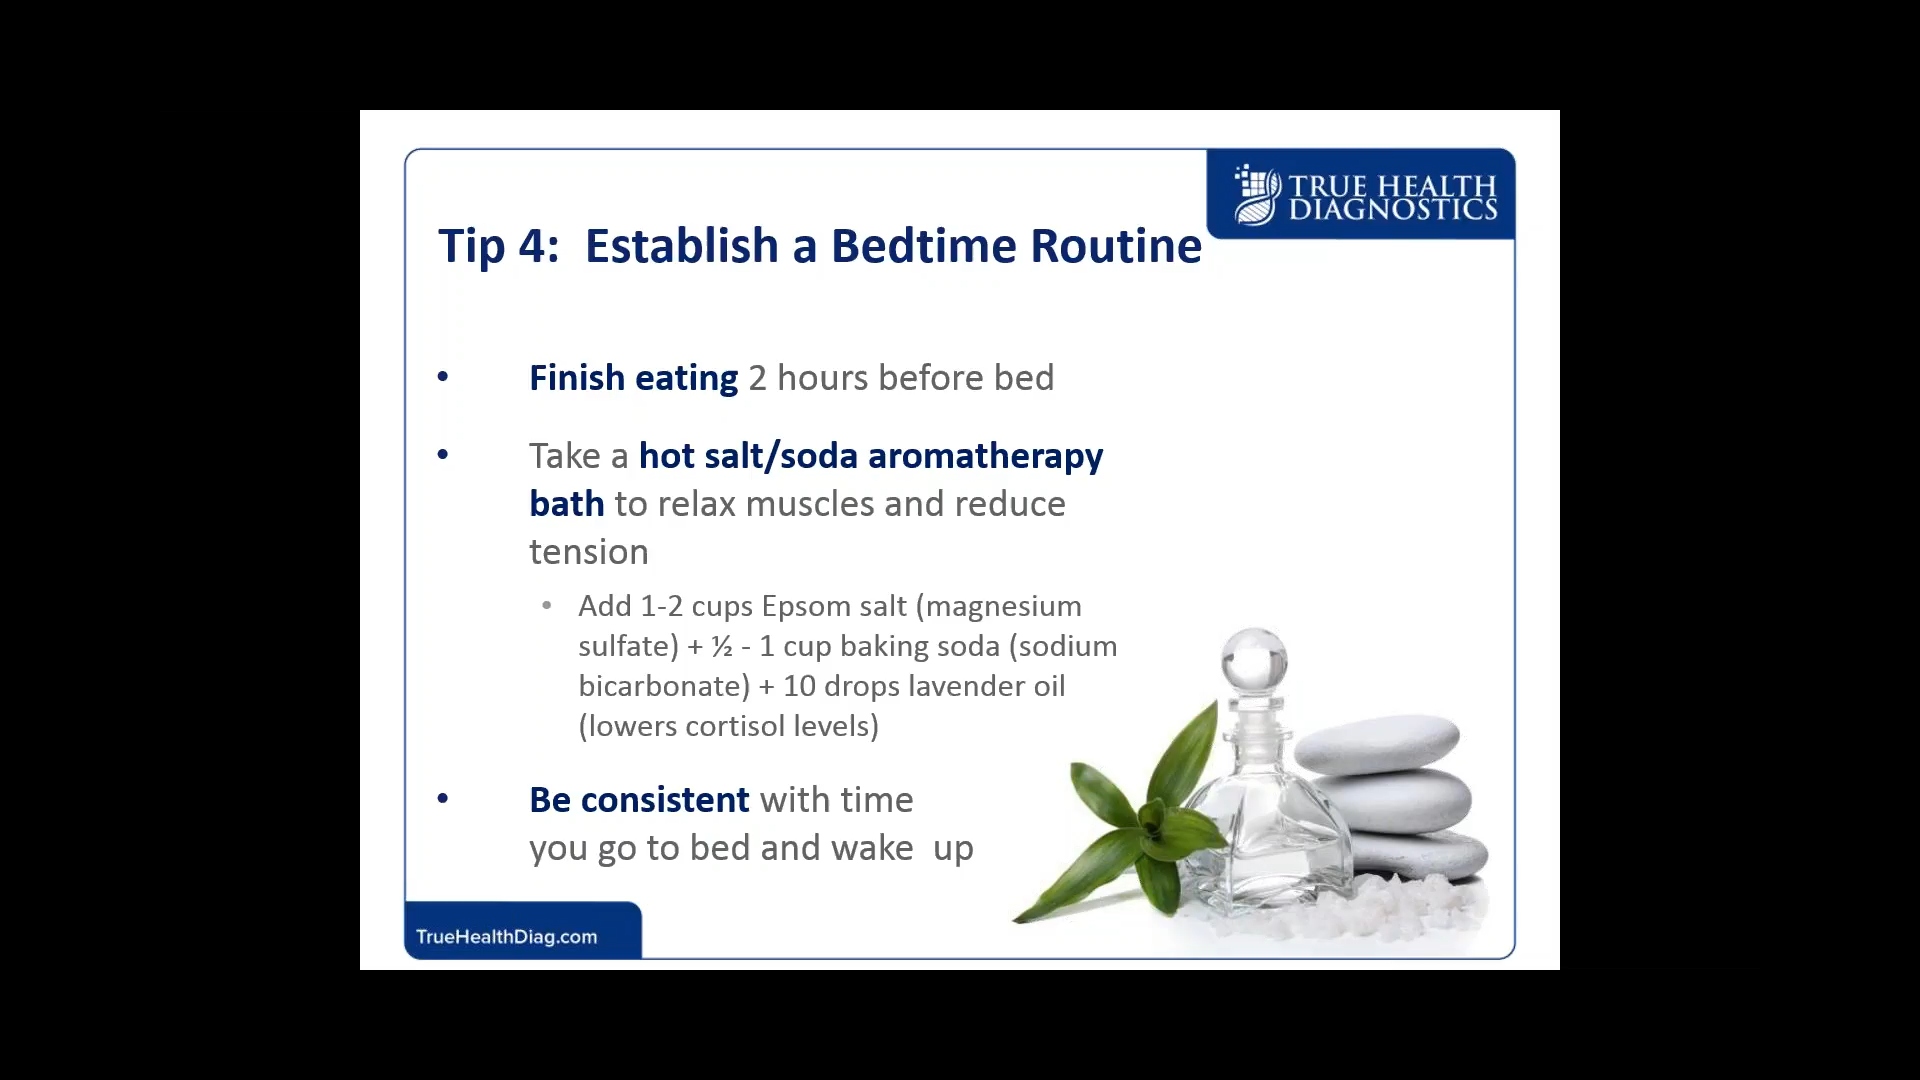 TRUE HEALTH
DIAGNOSTICS
Tip 4:  Establish a Bedtime Routine
• Finish eating 2 hours before bed
• Take a hot salt/soda aromatherapy
bath to relax muscles and reduce
tension
• Add 1-2 cups Epsom salt (magnesium
sulfate) + ½ - 1 cup baking soda (sodium
bicarbonate) + 10 drops lavender oil
(lowers cortisol levels)
• Be consistent with time
you go to bed and wake  up
TrueHealthDiag.com